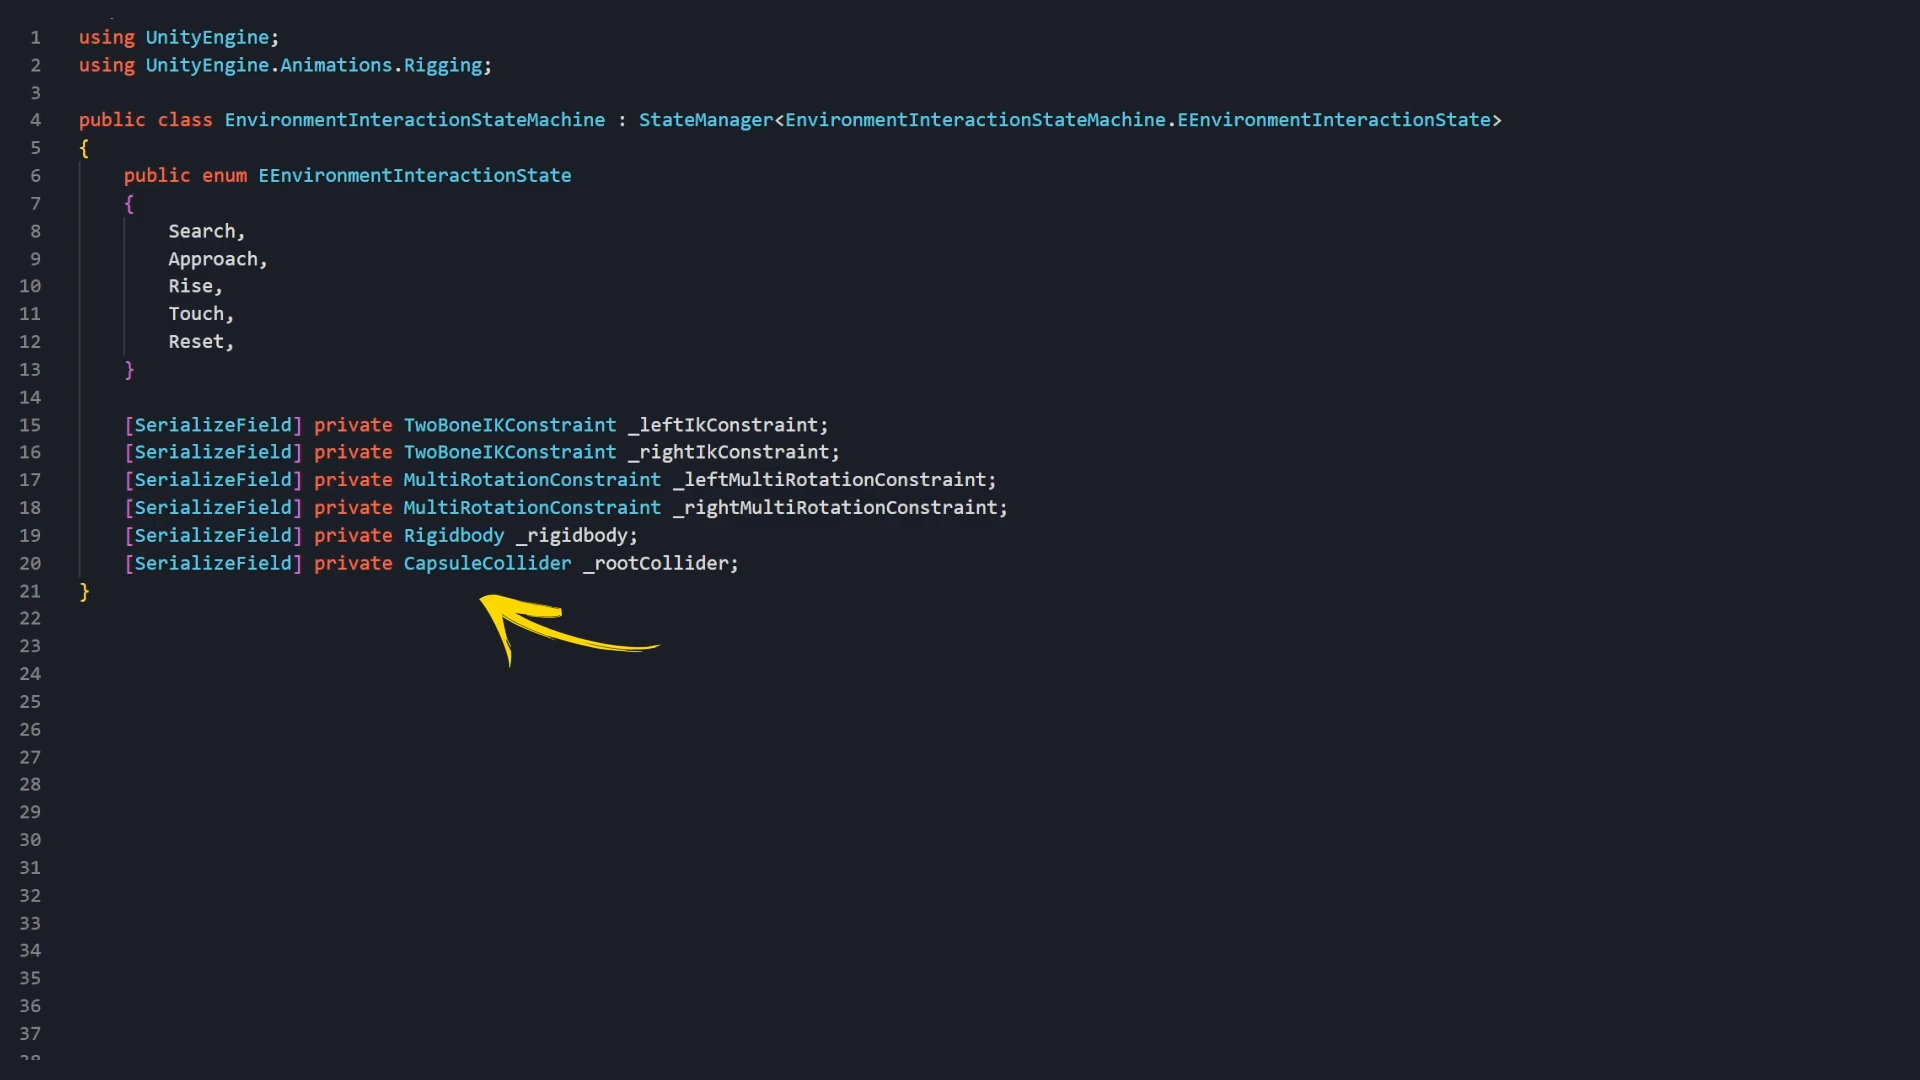 1 using UnityEngine;
2 using UnityEngine.Animations.Rigging;
3
4 public class EnvironmentInteractionStateMachine : StateManager<EnvironmentInteractionStateMachine.EEnvironmentInteractionState>
5 {
6 public enum EEnvironmentInteractionState
7 {
8 Search,
9 Approach,
10 Rise,
11 Touch,
12 Reset,
13 }
14
15 [SerializeField] private TwoBoneIKConstraint _leftIkConstraint;
16 [SerializeField] private TwoBoneIKConstraint _rightIkConstraint;
17 [SerializeField] private MultiRotationConstraint _leftMultiRotationConstraint;
18 [SerializeField] private MultiRotationConstraint _rightMultiRotationConstraint;
19 [SerializeField] private Rigidbody _rigidbody;
20 [SerializeField] private CapsuleCollider _rootCollider;
21 }
22
23
24
25
26
27
28
29
30
31
32
33
34
35
36
37